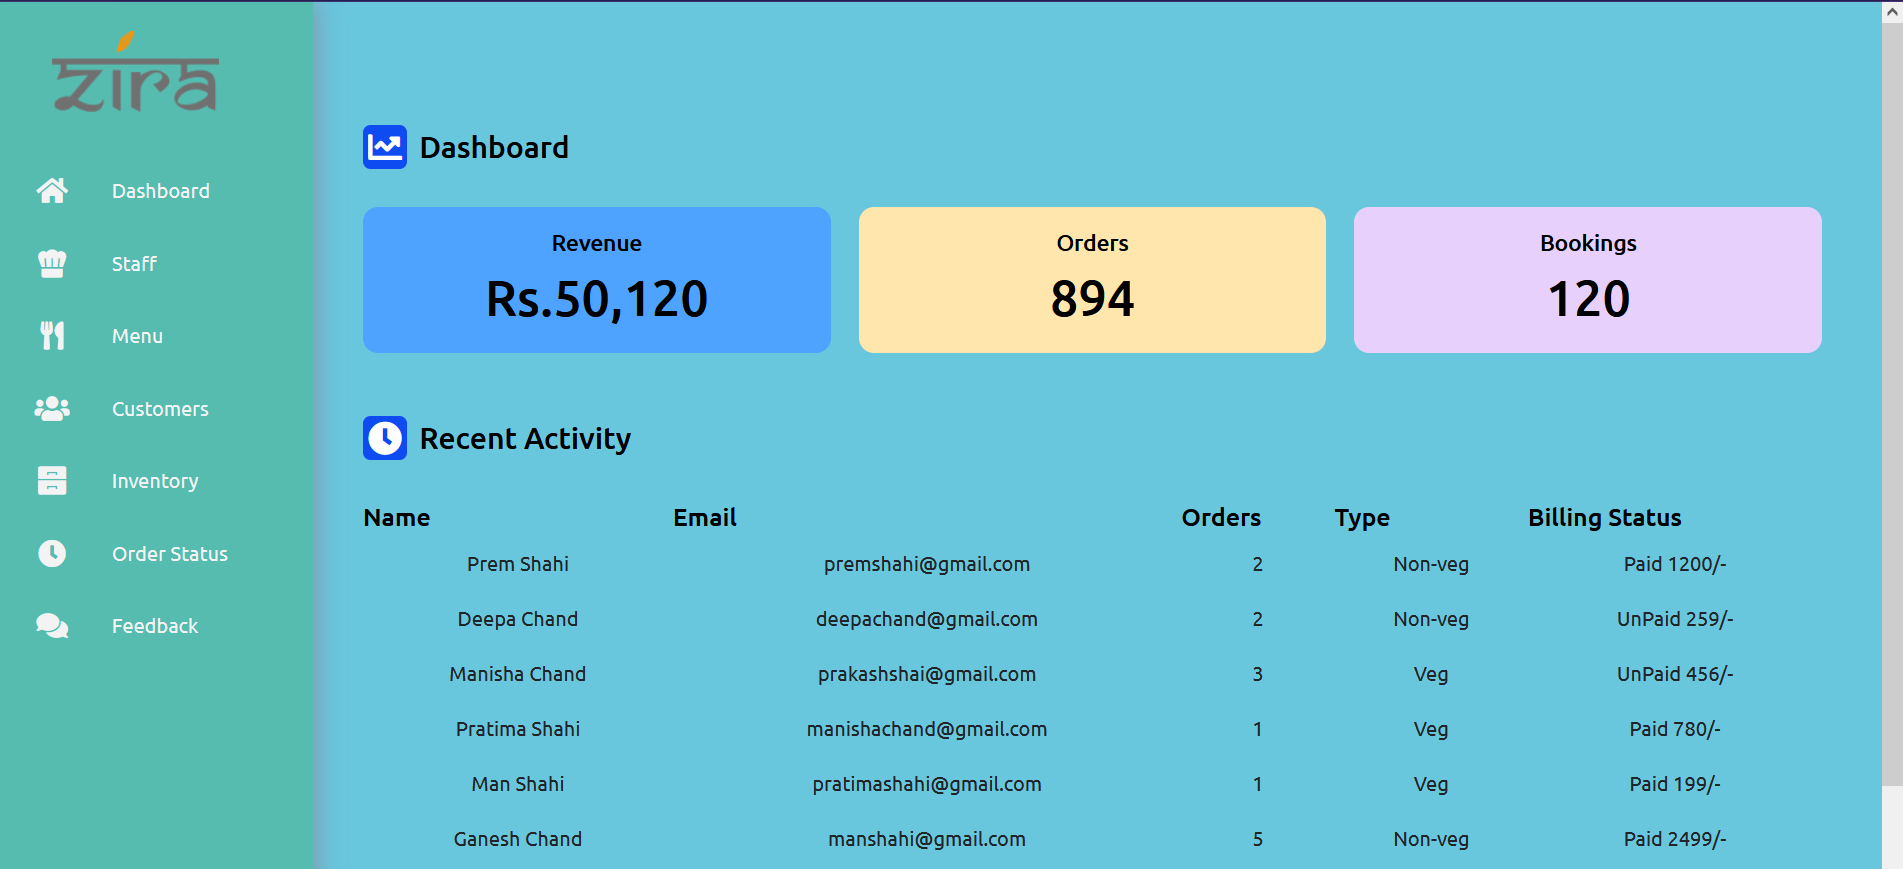 zira
Dashboard
Staff
Menu
Customers
Inventory
Order Status
Feedback
Dashboard
Revenue
Rs.50,120
Orders
894
Bookings
120
Recent Activity
Name Email Orders Type Billing Status
Prem Shahi premshahi@gmail.com 2 Non-veg Paid 1200/-
Deepa Chand deepachand@gmail.com 2 Non-veg UnPaid 259/-
Manisha Chand prakashshai@gmail.com 3 Veg UnPaid 456/-
Pratima Shahi manishachand@gmail.com 1 Veg Paid 780/-
Man Shahi pratimashahi@gmail.com 1 Veg Paid 199/-
Ganesh Chand manshahi@gmail.com 5 Non-veg Paid 2499/-